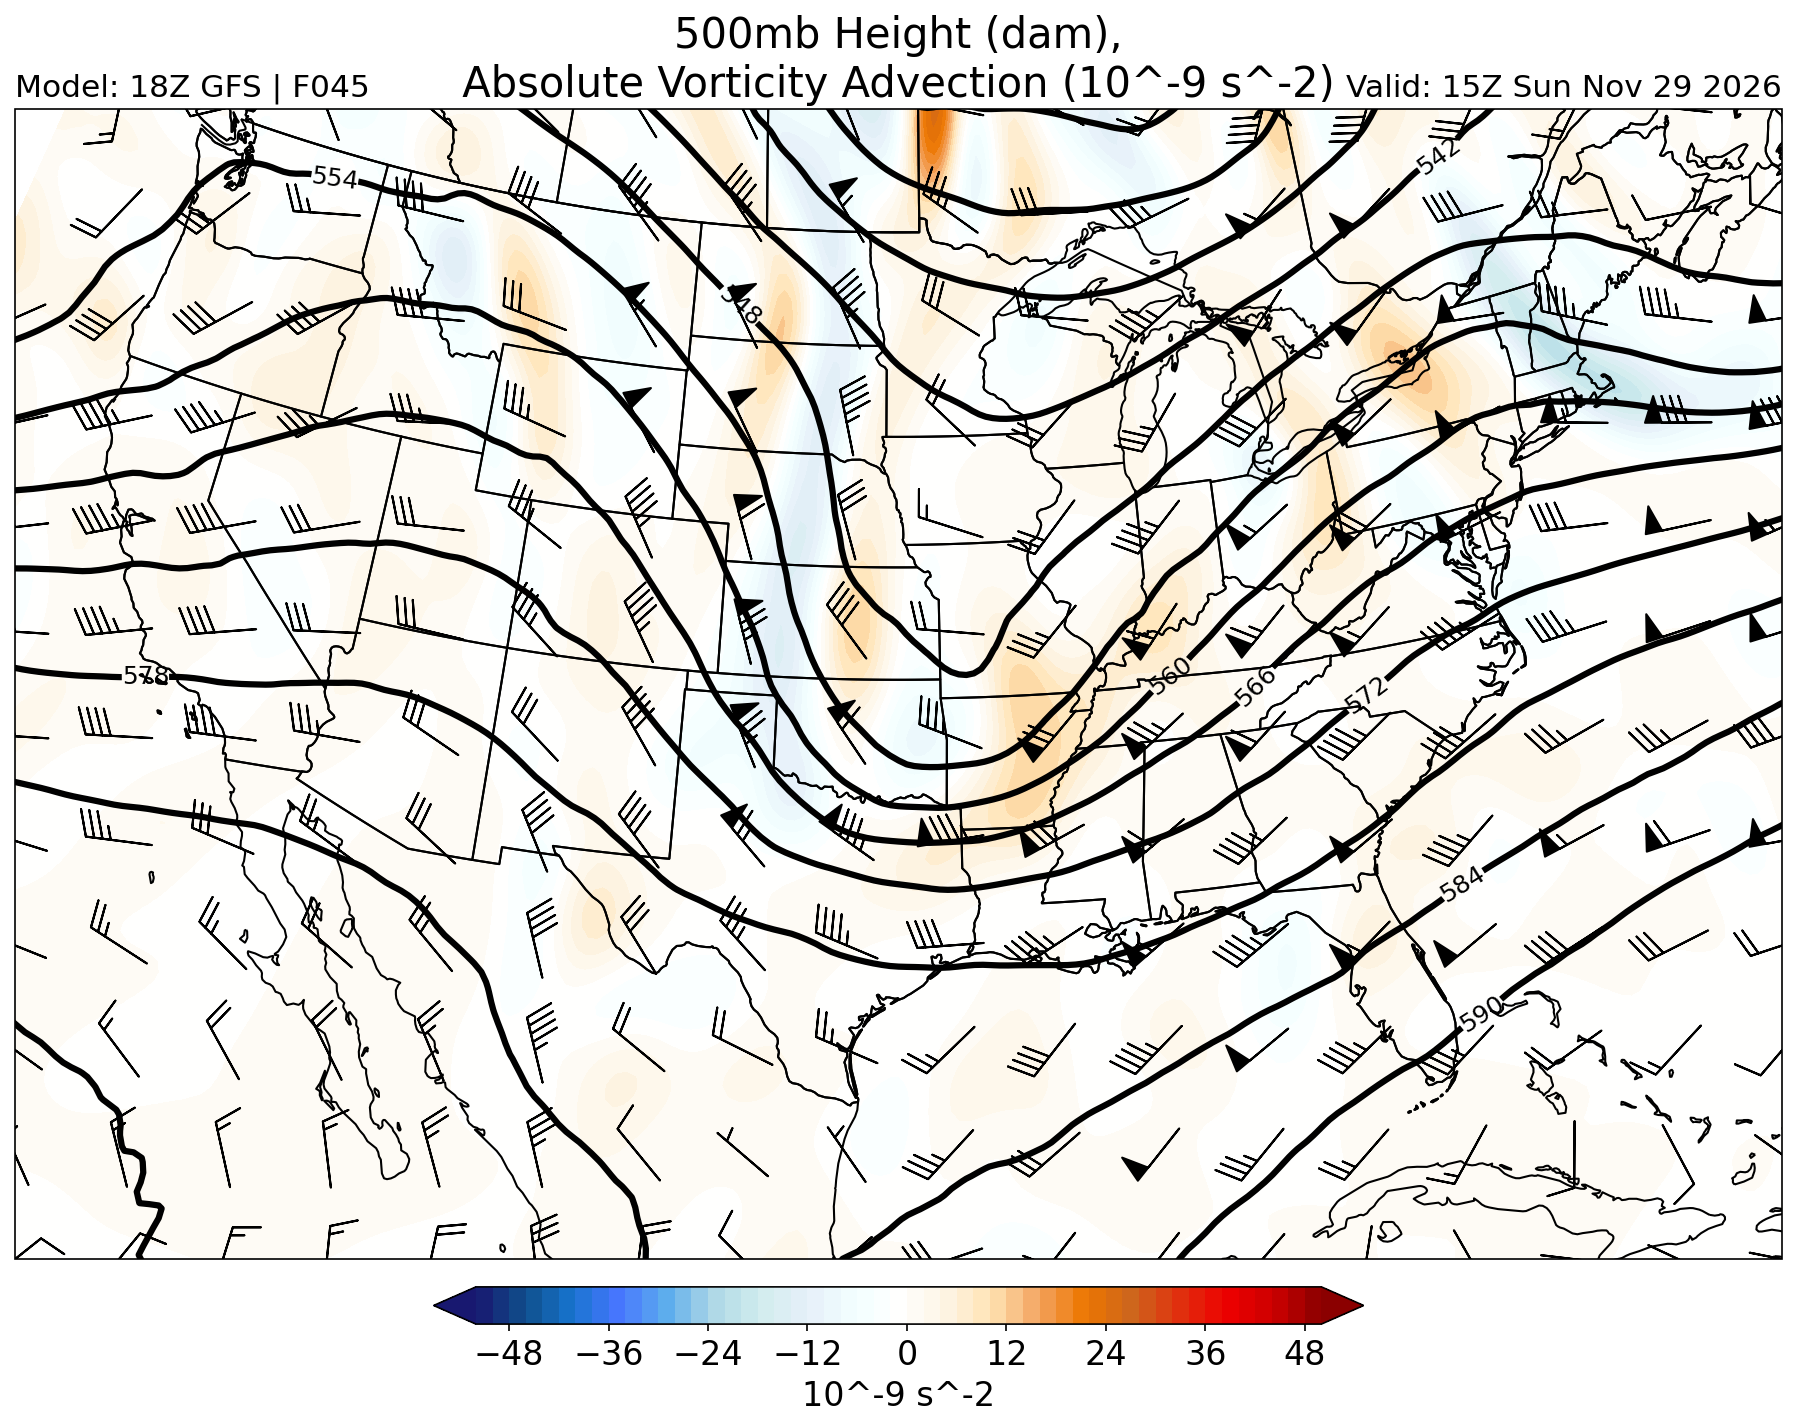 500mb Height (dam),
Model: 18Z GFS | F045 Absolute Vorticity Advection (10^-9 s^-2) Valid: 15Z Sun Nov 29 2026
554
542
548
578
560
566
572
584
590
−48 −36 −24 −12 0 12 24 36 48
10^-9 s^-2